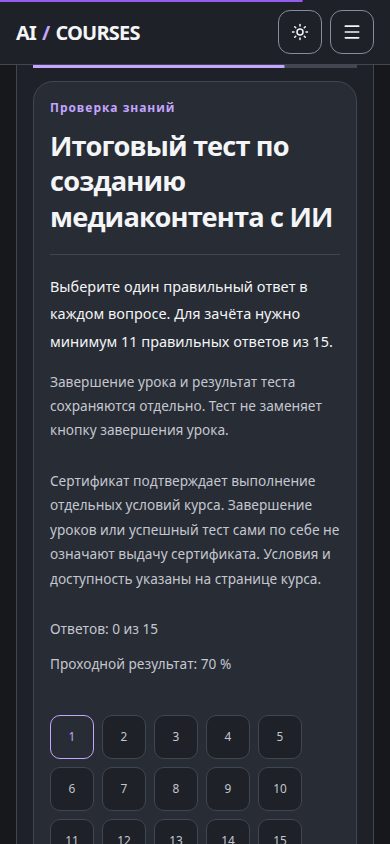 AI / COURSES
Проверка знаний
Итоговый тест по
созданию
медиаконтента с ИИ
Выберите один правильный ответ в
каждом вопросе. Для зачёта нужно
минимум 11 правильных ответов из 15.
Завершение урока и результат теста
сохраняются отдельно. Тест не заменяет
кнопку завершения урока.
Сертификат подтверждает выполнение
отдельных условий курса. Завершение
уроков или успешный тест сами по себе не
означают выдачу сертификата. Условия и
доступность указаны на странице курса.
Ответов: 0 из 15
Проходной результат: 70 %
1 2 3 4 5
6 7 8 9 10
11 12 13 14 15